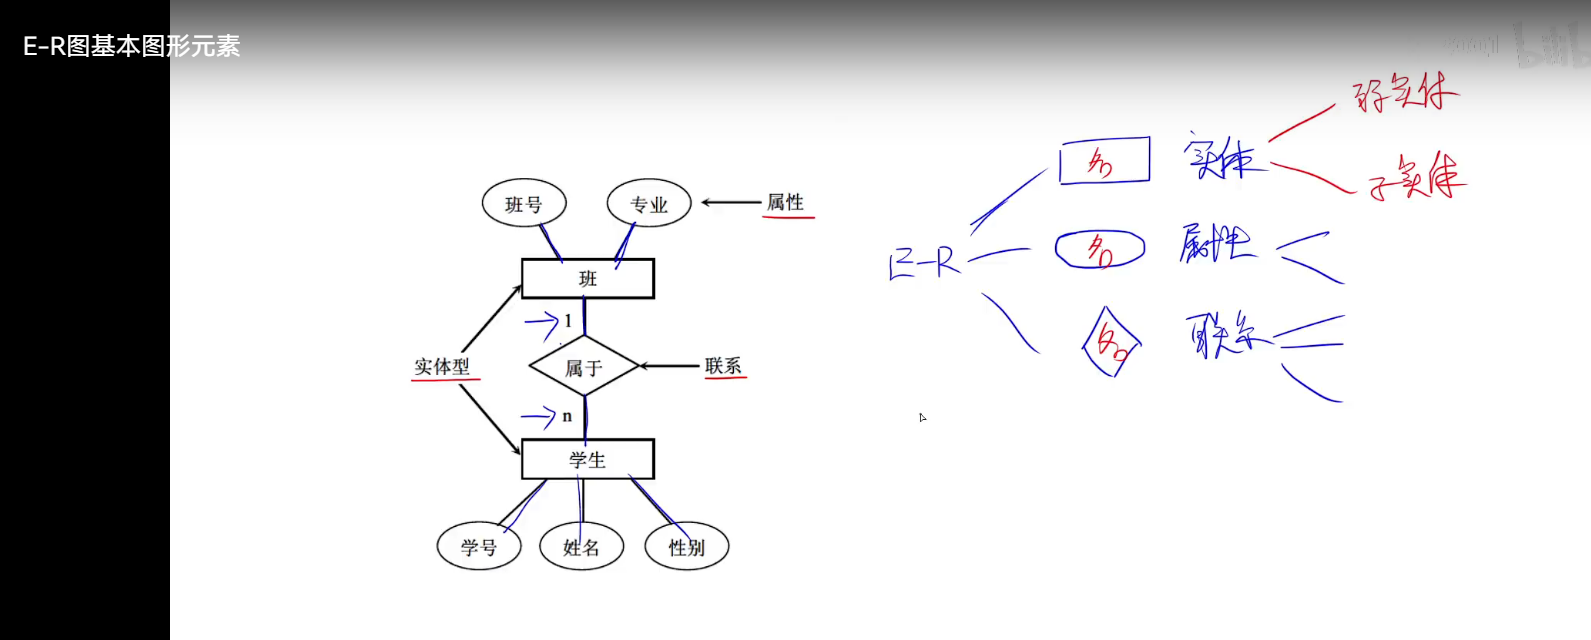 E-R图基本图形元素
弱实体
名 实体
子实体
班号 专业 属性
名 属性
班
E-R
1
名 联系
实体型 属于 联系
n
学生
学号 姓名 性别